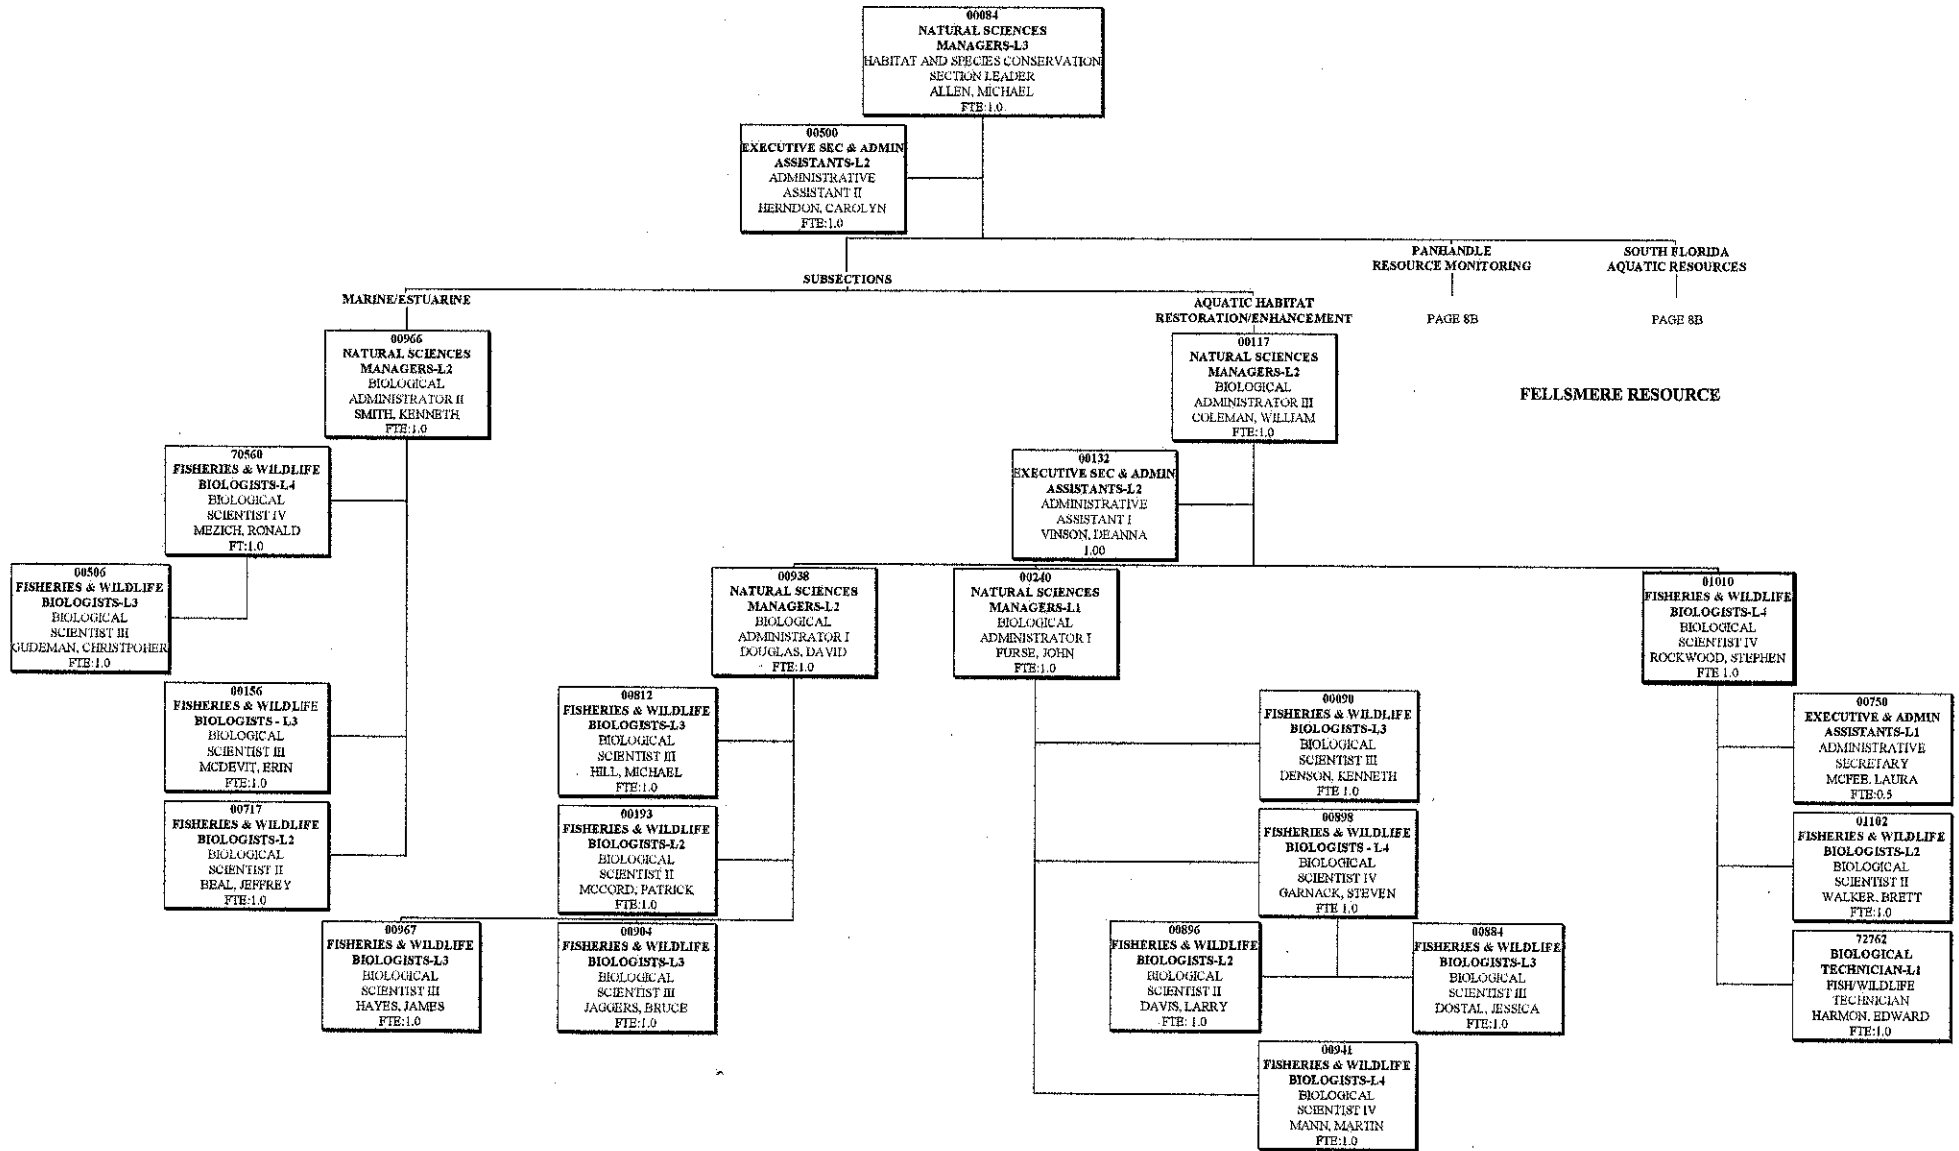 00084
NATURAL SCIENCES
MANAGERS-L3
HABITAT AND SPECIES CONSERVATION
SECTION LEADER
ALLEN, MICHAEL
FTE:1.0
00500
EXECUTIVE SEC & ADMIN
ASSISTANTS-L2
ADMINISTRATIVE
ASSISTANT II
HERNDON, CAROLYN
FTE:1.0
SUBSECTIONS
PANHANDLE
RESOURCE MONITORING
PAGE 8B
SOUTH FLORIDA
AQUATIC RESOURCES
PAGE 8B
MARINE/ESTUARINE
AQUATIC HABITAT
RESTORATION/ENHANCEMENT
00966
NATURAL SCIENCES
MANAGERS-L2
BIOLOGICAL
ADMINISTRATOR II
SMITH, KENNETH
FTE:1.0
00117
NATURAL SCIENCES
MANAGERS-L2
BIOLOGICAL
ADMINISTRATOR III
COLEMAN, WILLIAM
FTE:1.0
FELLSMERE RESOURCE
70560
FISHERIES & WILDLIFE
BIOLOGISTS-L4
BIOLOGICAL
SCIENTIST IV
MEZICH, RONALD
FT:1.0
00132
EXECUTIVE SEC & ADMIN
ASSISTANTS-L2
ADMINISTRATIVE
ASSISTANT I
VINSON, DEANNA
1.00
00506
FISHERIES & WILDLIFE
BIOLOGISTS-L3
BIOLOGICAL
SCIENTIST III
GUDEMAN, CHRISTPOHER
FTE:1.0
00938
NATURAL SCIENCES
MANAGERS-L2
BIOLOGICAL
ADMINISTRATOR I
DOUGLAS, DAVID
FTE:1.0
00240
NATURAL SCIENCES
MANAGERS-L1
BIOLOGICAL
ADMINISTRATOR I
FURSE, JOHN
FTE:1.0
01010
FISHERIES & WILDLIFE
BIOLOGISTS-L4
BIOLOGICAL
SCIENTIST IV
ROCKWOOD, STEPHEN
FTE 1.0
00156
FISHERIES & WILDLIFE
BIOLOGISTS - L3
BIOLOGICAL
SCIENTIST III
MCDEVIT, ERIN
FTE:1.0
00812
FISHERIES & WILDLIFE
BIOLOGISTS-L3
BIOLOGICAL
SCIENTIST III
HILL, MICHAEL
FTE:1.0
00090
FISHERIES & WILDLIFE
BIOLOGISTS-L3
BIOLOGICAL
SCIENTIST III
DENSON, KENNETH
FTE 1.0
00750
EXECUTIVE & ADMIN
ASSISTANTS-L1
ADMINISTRATIVE
SECRETARY
MCFEE, LAURA
FTE:0.5
00717
FISHERIES & WILDLIFE
BIOLOGISTS-L2
BIOLOGICAL
SCIENTIST II
BEAL, JEFFREY
FTE:1.0
00193
FISHERIES & WILDLIFE
BIOLOGISTS-L2
BIOLOGICAL
SCIENTIST II
MCCORD, PATRICK
FTE:1.0
00898
FISHERIES & WILDLIFE
BIOLOGISTS - L4
BIOLOGICAL
SCIENTIST IV
GARNACK, STEVEN
FTE 1.0
01102
FISHERIES & WILDLIFE
BIOLOGISTS-L2
BIOLOGICAL
SCIENTIST II
WALKER, BRETT
FTE:1.0
00967
FISHERIES & WILDLIFE
BIOLOGISTS-L3
BIOLOGICAL
SCIENTIST III
HAYES, JAMES
FTE:1.0
00904
FISHERIES & WILDLIFE
BIOLOGISTS-L3
BIOLOGICAL
SCIENTIST III
JAGGERS, BRUCE
FTE:1.0
00896
FISHERIES & WILDLIFE
BIOLOGISTS-L2
BIOLOGICAL
SCIENTIST II
DAVIS, LARRY
FTE: 1.0
00884
FISHERIES & WILDLIFE
BIOLOGISTS-L3
BIOLOGICAL
SCIENTIST III
DOSTAL, JESSICA
FTE:1.0
72762
BIOLOGICAL
TECHNICIAN-L1
FISH/WILDLIFE
TECHNICIAN
HARMON, EDWARD
FTE:1.0
00941
FISHERIES & WILDLIFE
BIOLOGISTS-L4
BIOLOGICAL
SCIENTIST IV
MANN, MARTIN
FTE:1.0